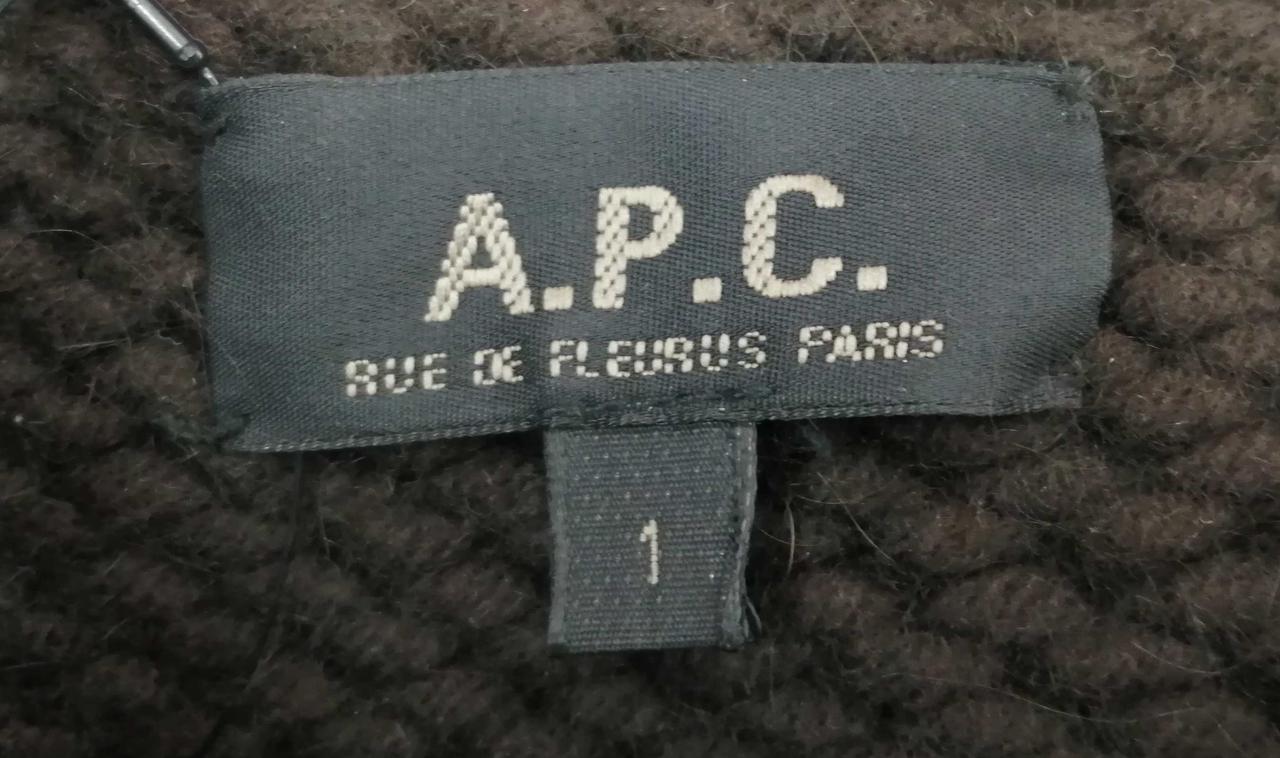 A.P.C.
RUE DE FLEURUS PARIS
1